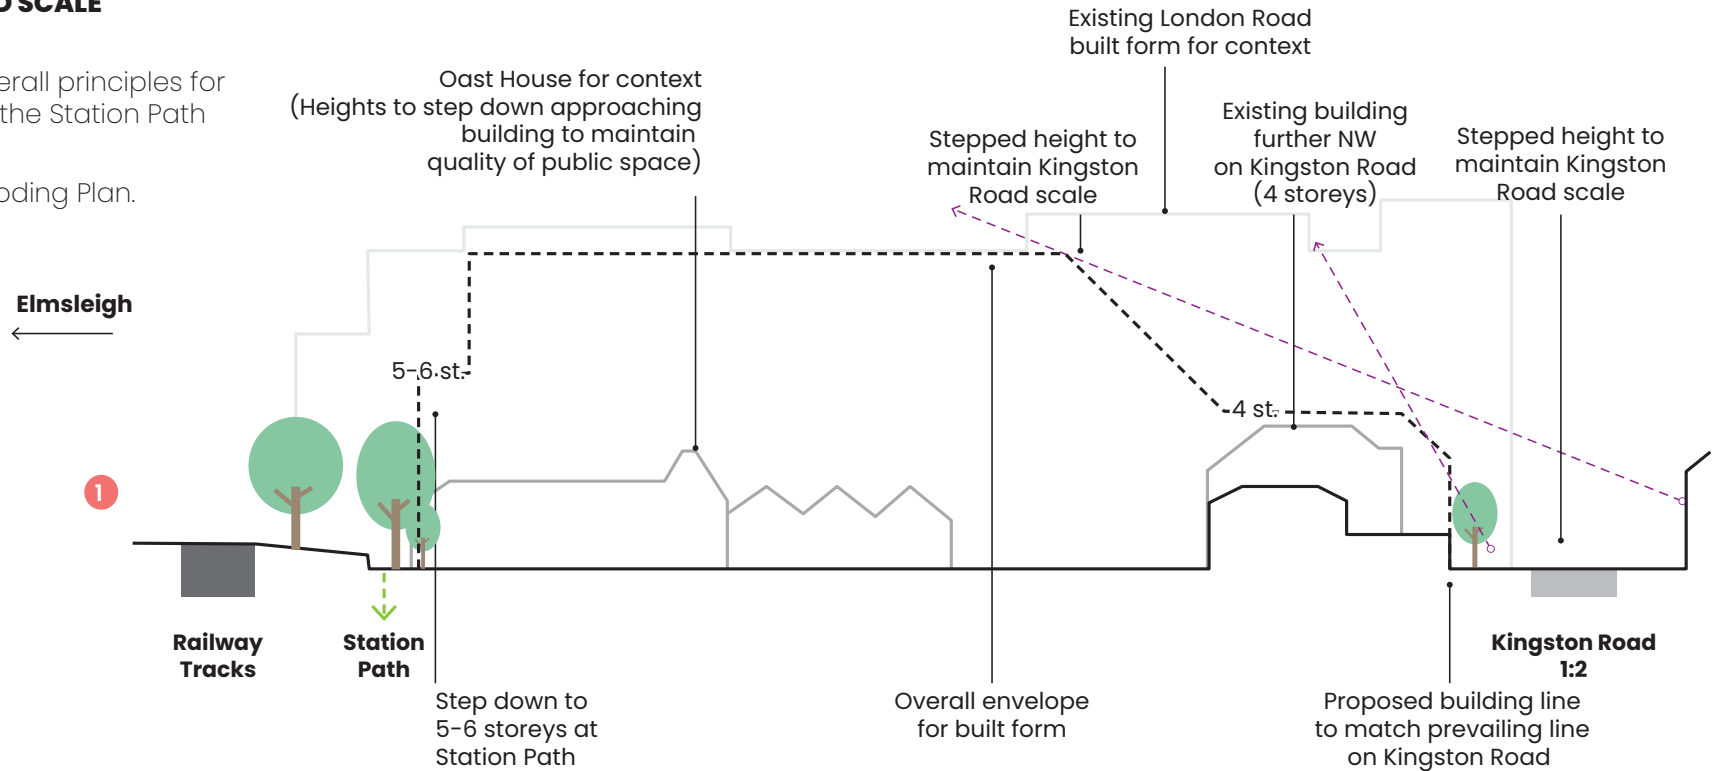 SCALE
erall principles for
the Station Path
oding Plan.
Oast House for context
(Heights to step down approaching
building to maintain
quality of public space)
Existing London Road
built form for context
Stepped height to
maintain Kingston
Road scale
Existing building
further NW
on Kingston Road
(4 storeys)
Stepped height to
maintain Kingston
Road scale
Elmsleigh
5-6 st.
4 st.
1
Railway
Tracks
Station
Path
Kingston Road
1:2
Step down to
5-6 storeys at
Station Path
Overall envelope
for built form
Proposed building line
to match prevailing line
on Kingston Road